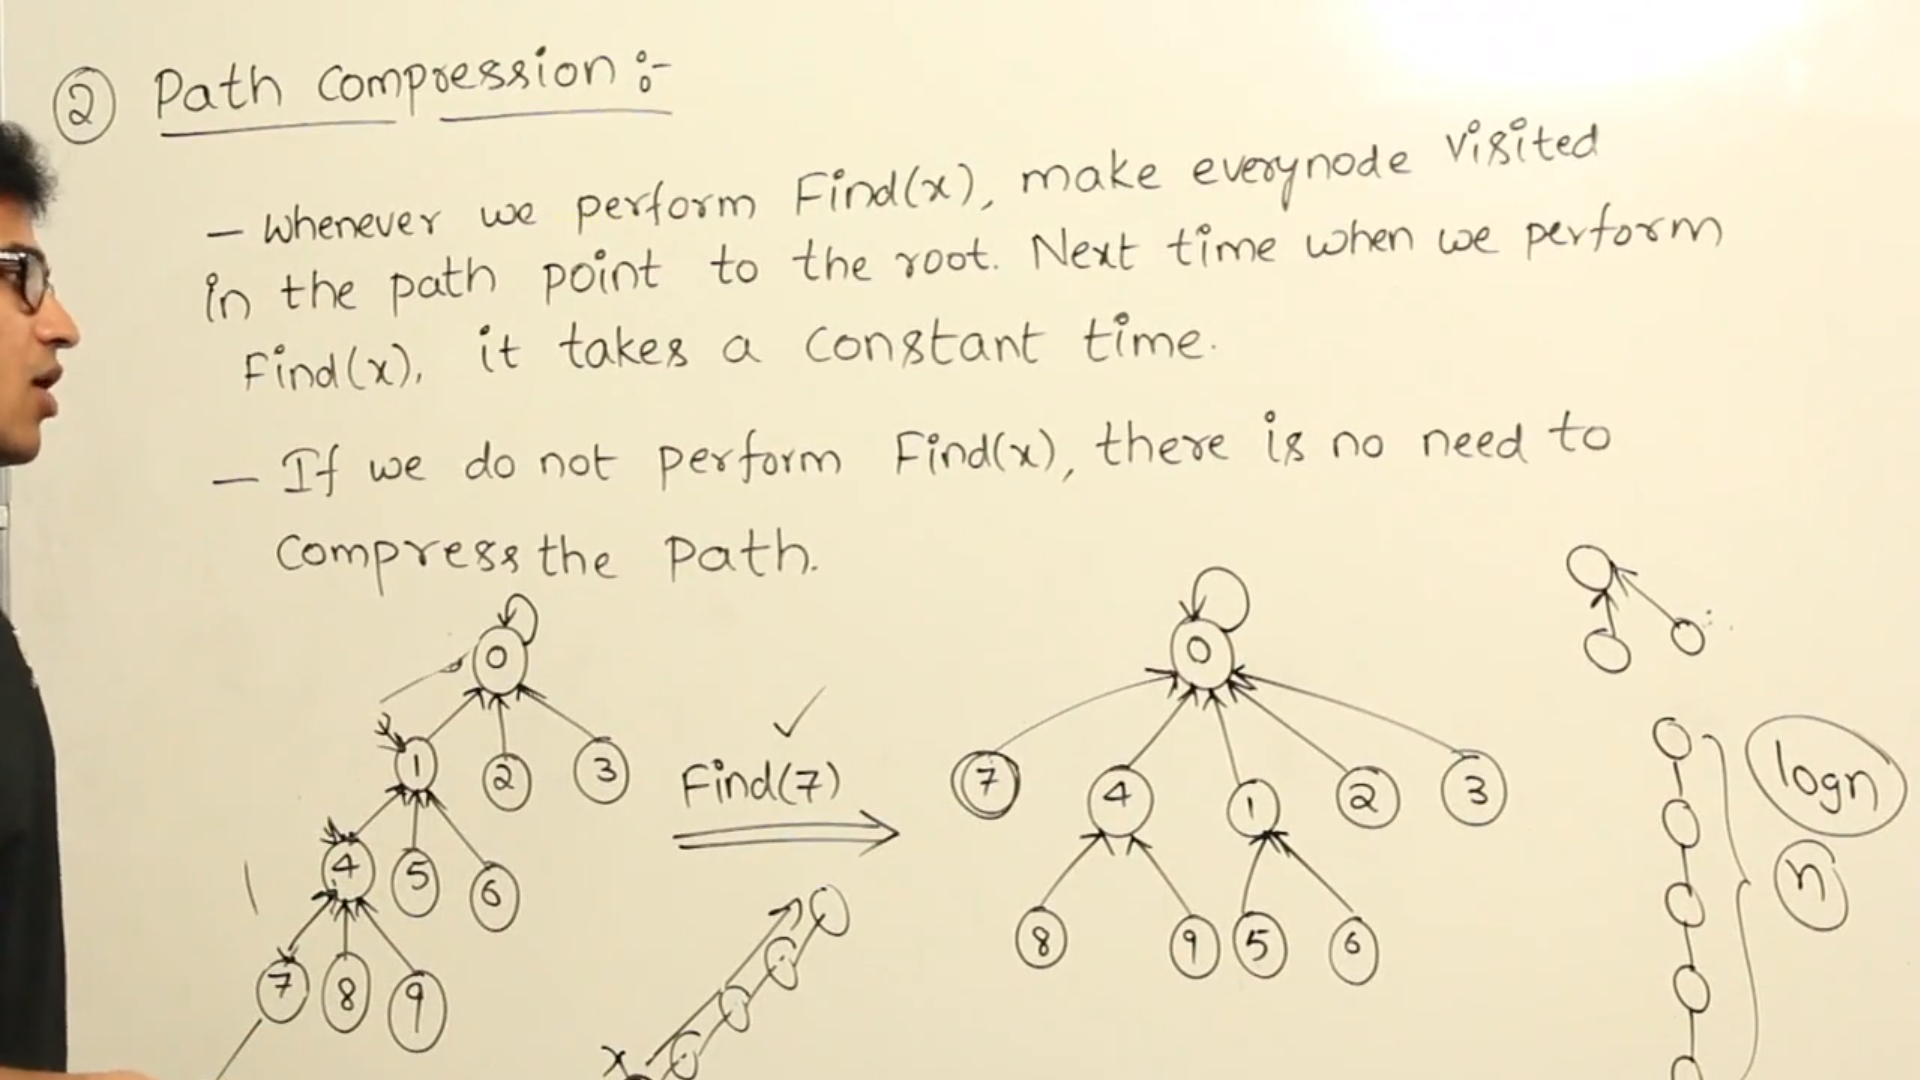 ② Path Compression :-
— Whenever we perform Find(x), make everynode visited
in the path point to the root. Next time when we perform
Find(x), it takes a constant time.
— If we do not perform Find(x), there is no need to
Compress the path.
0
1 2 3
4 5 6
7 8 9
Find(7)
x
0
7 4 1 2 3
8 9 5 6
logn
n